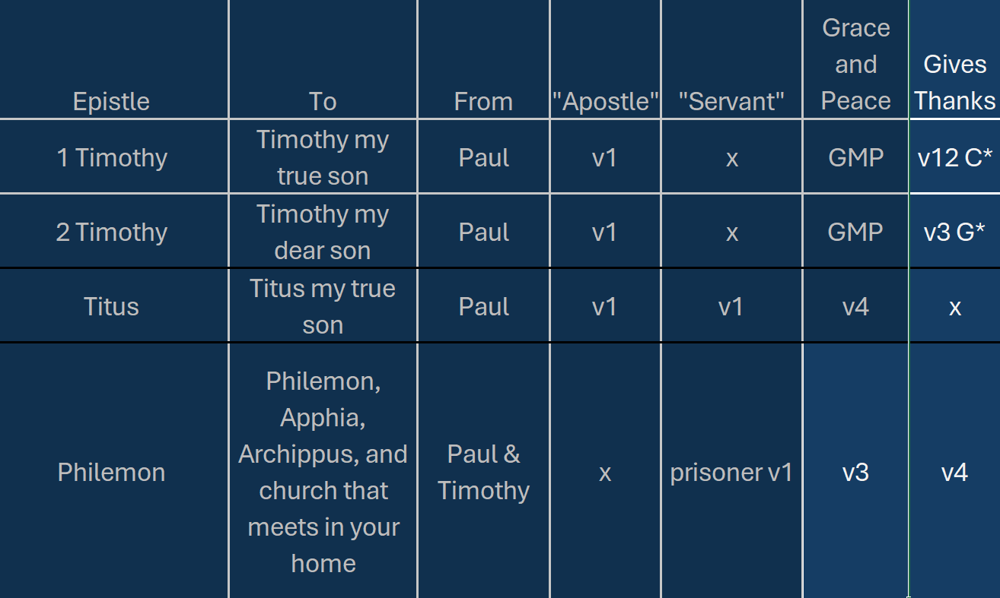 Epistle To From "Apostle" "Servant" Grace and Peace Gives Thanks
1 Timothy Timothy my true son Paul v1 x GMP v12 C*
2 Timothy Timothy my dear son Paul v1 x GMP v3 G*
Titus Titus my true son Paul v1 v1 v4 x
Philemon Philemon, Apphia, Archippus, and church that meets in your home Paul & Timothy x prisoner v1 v3 v4